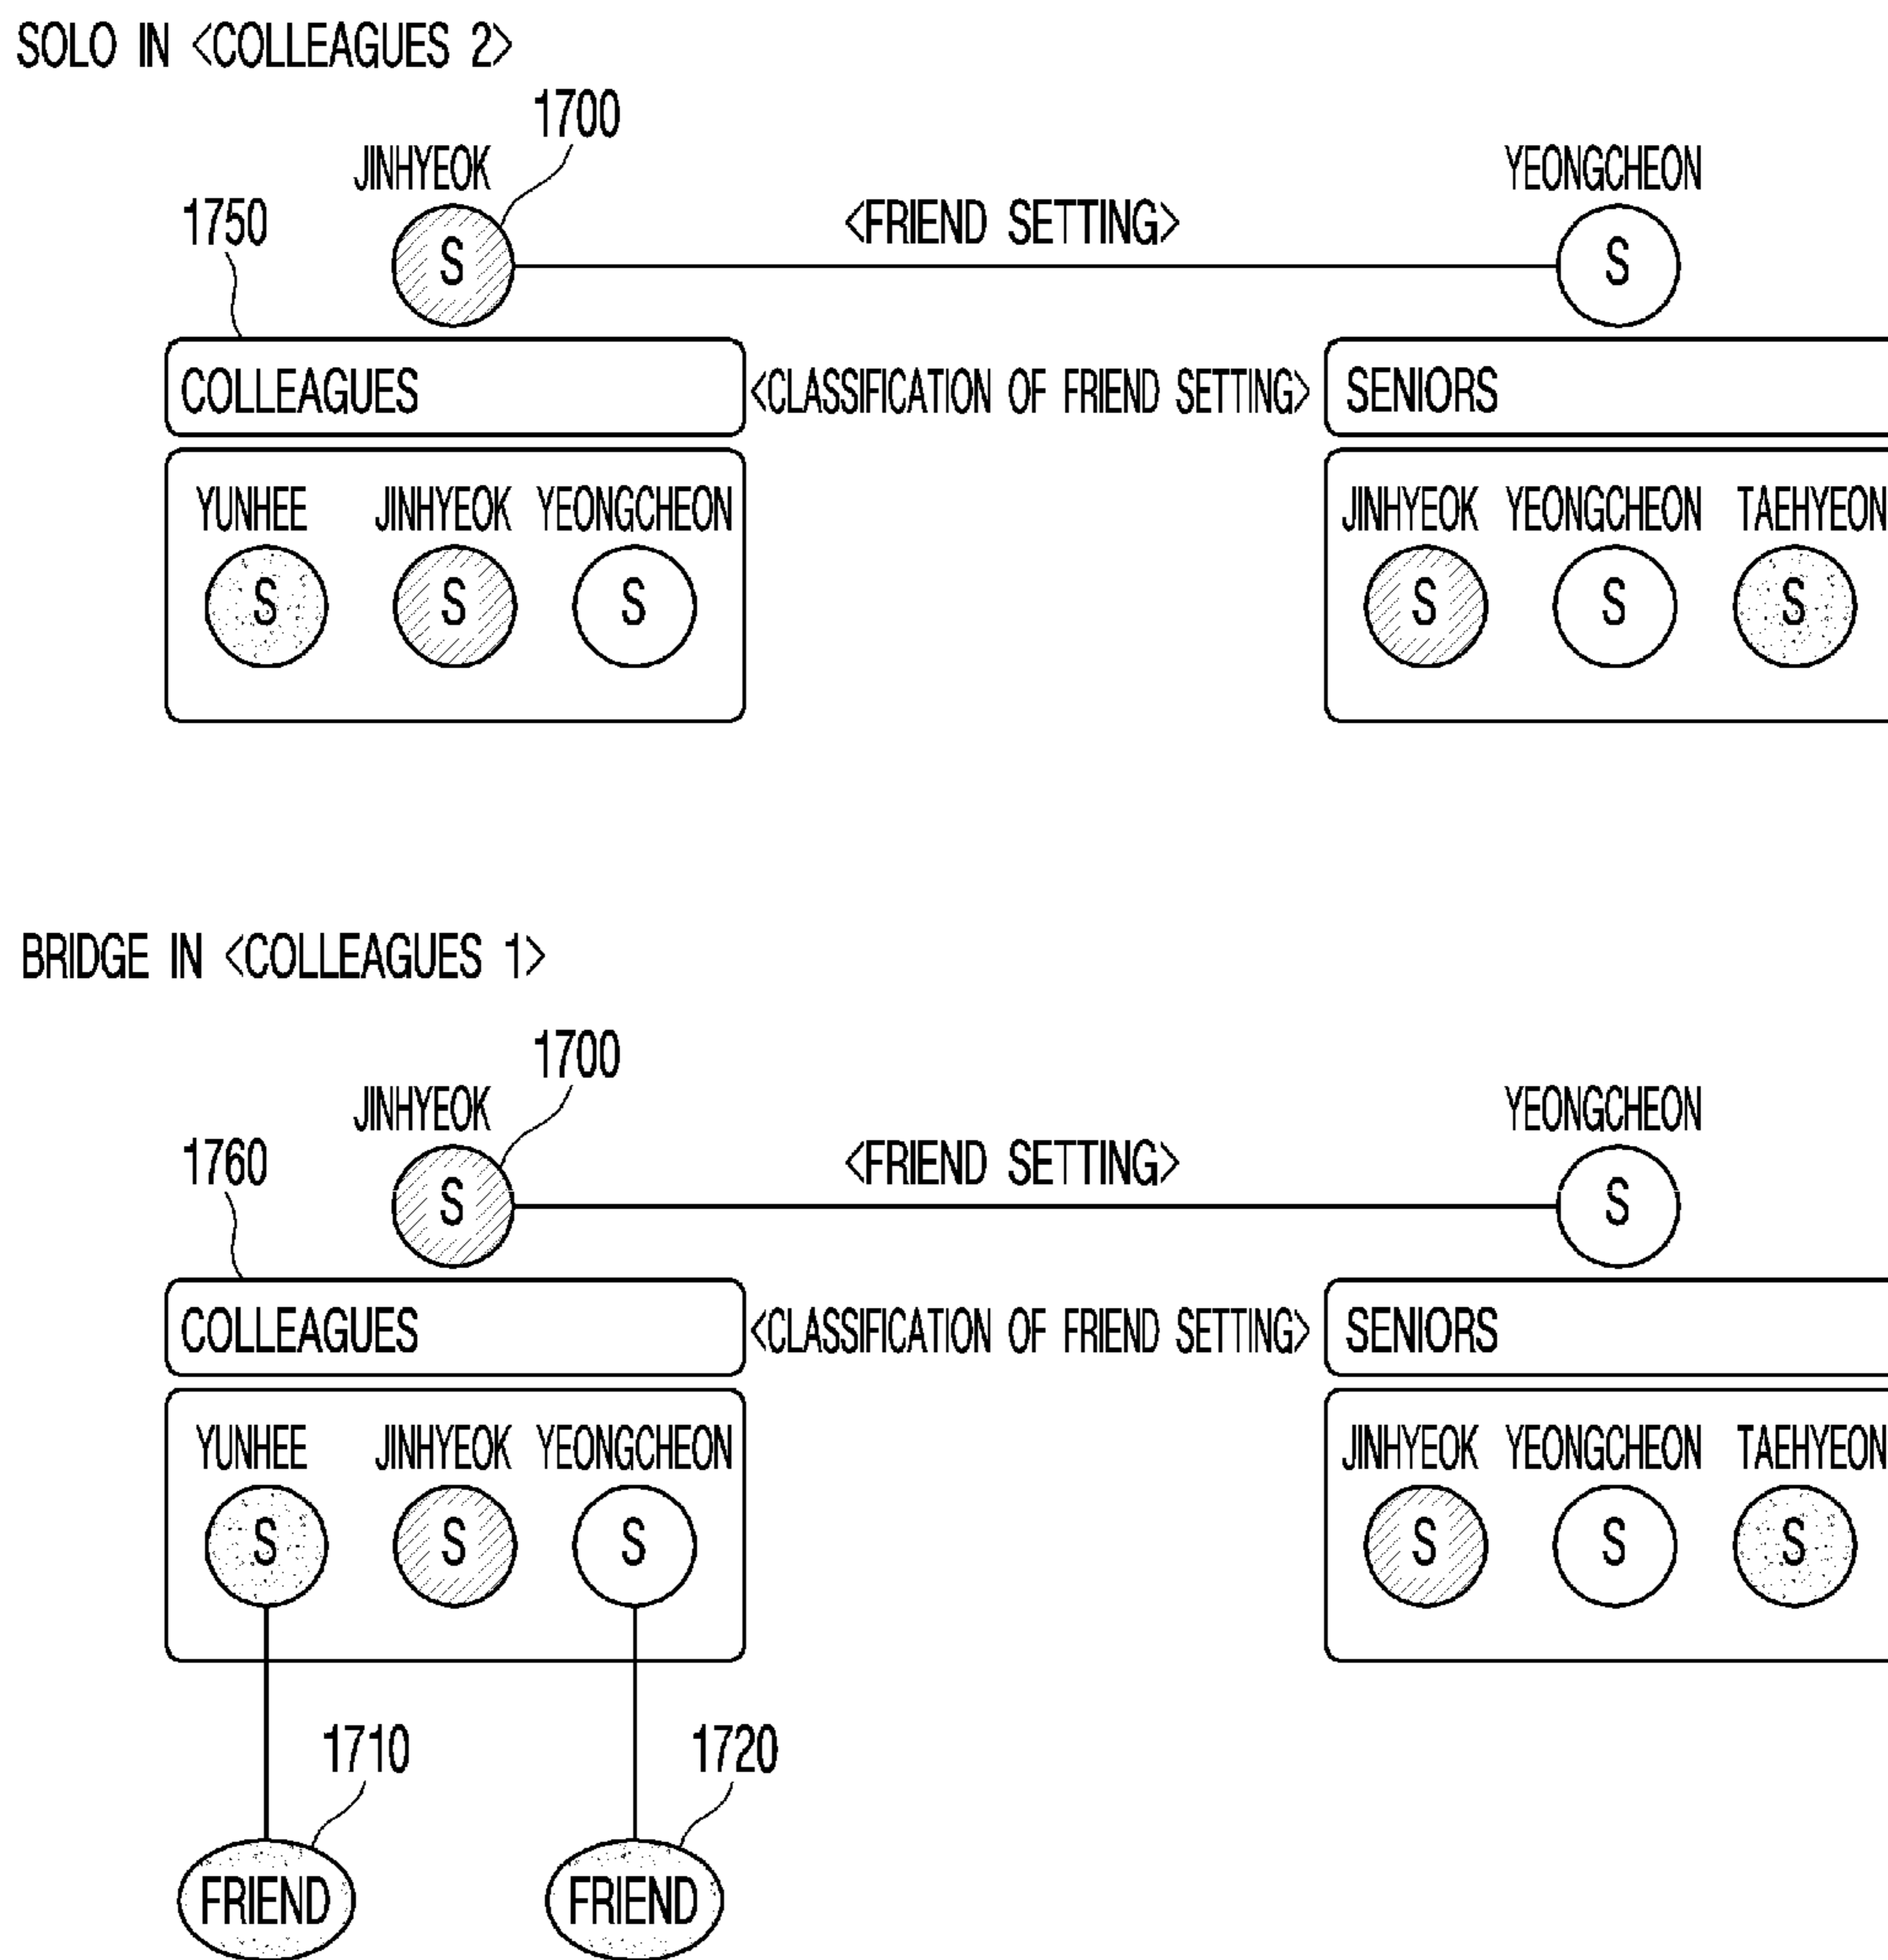 SOLO IN <COLLEAGUES 2>
1700
JINHYEOK
YEONGCHEON
1750
<FRIEND SETTING>
S
S
COLLEAGUES
<CLASSIFICATION OF FRIEND SETTING>
SENIORS
YUNHEE JINHYEOK YEONGCHEON
JINHYEOK YEONGCHEON TAEHYEON
S S S
S S S
BRIDGE IN <COLLEAGUES 1>
1700
JINHYEOK
YEONGCHEON
1760
<FRIEND SETTING>
S
S
COLLEAGUES
<CLASSIFICATION OF FRIEND SETTING>
SENIORS
YUNHEE JINHYEOK YEONGCHEON
JINHYEOK YEONGCHEON TAEHYEON
S S S
S S S
1710
1720
FRIEND
FRIEND